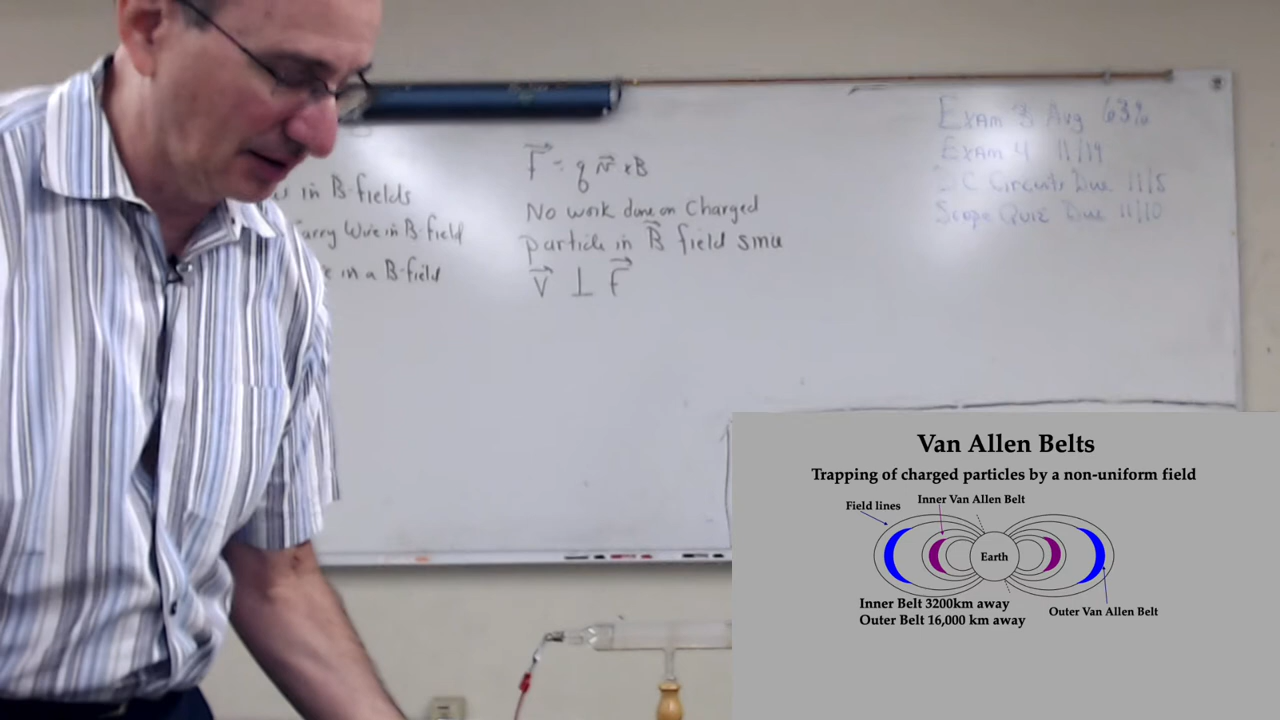 in B-fields
Wire in B-field
in a B-field
F = q v x B
No work done on Charged
particle in B field since
V ⊥ F
Exam 3 Avg 63%
Exam 4 11/19
DC Circuits Due 11/5
Scope Quiz Due 11/10
Van Allen Belts
Trapping of charged particles by a non-uniform field
Inner Van Allen Belt
Field lines
Earth
Inner Belt 3200km away
Outer Belt 16,000 km away
Outer Van Allen Belt